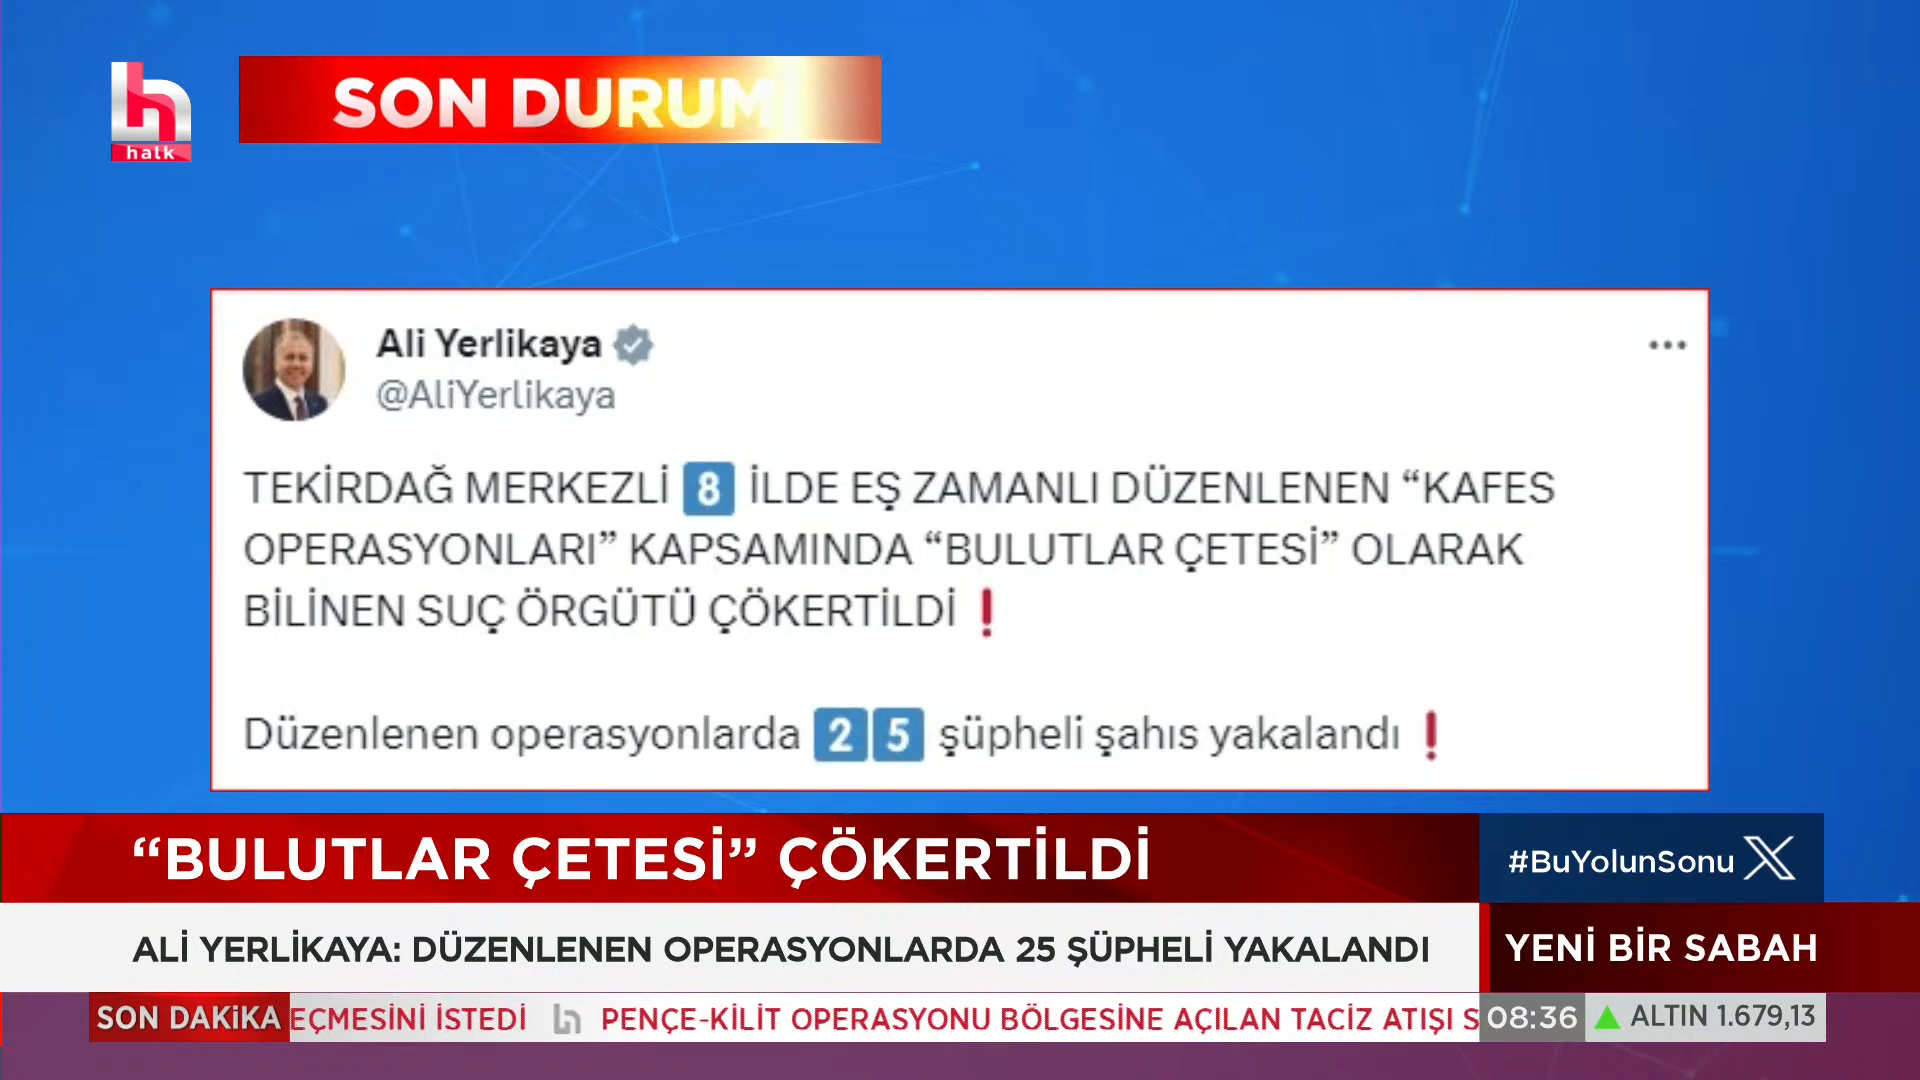 halk
SON DURUM
Ali Yerlikaya
@AliYerlikaya
TEKİRDAĞ MERKEZLİ 8 İLDE EŞ ZAMANLI DÜZENLENEN “KAFES
OPERASYONLARI” KAPSAMINDA “BULUTLAR ÇETESİ” OLARAK
BİLİNEN SUÇ ÖRGÜTÜ ÇÖKERTİLDİ❗
Düzenlenen operasyonlarda 25 şüpheli şahıs yakalandı❗
“BULUTLAR ÇETESİ” ÇÖKERTİLDİ
#BuYolunSonu X
ALİ YERLİKAYA: DÜZENLENEN OPERASYONLARDA 25 ŞÜPHELİ YAKALANDI
YENİ BİR SABAH
SON DAKİKA EÇMESİNİ İSTEDİ h PENÇE-KİLİT OPERASYONU BÖLGESİNE AÇILAN TACİZ ATIŞI S 08:36 ALTIN 1.679,13